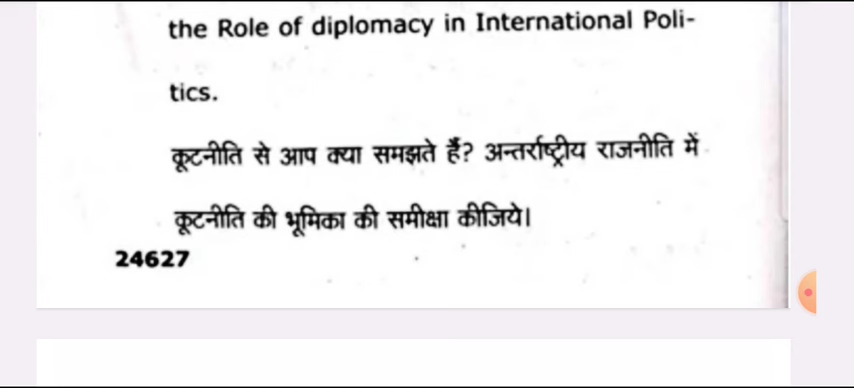 the Role of diplomacy in International Poli-
tics.
कूटनीति से आप क्या समझते हैं? अन्तर्राष्ट्रीय राजनीति में
कूटनीति की भूमिका की समीक्षा कीजिये।
24627